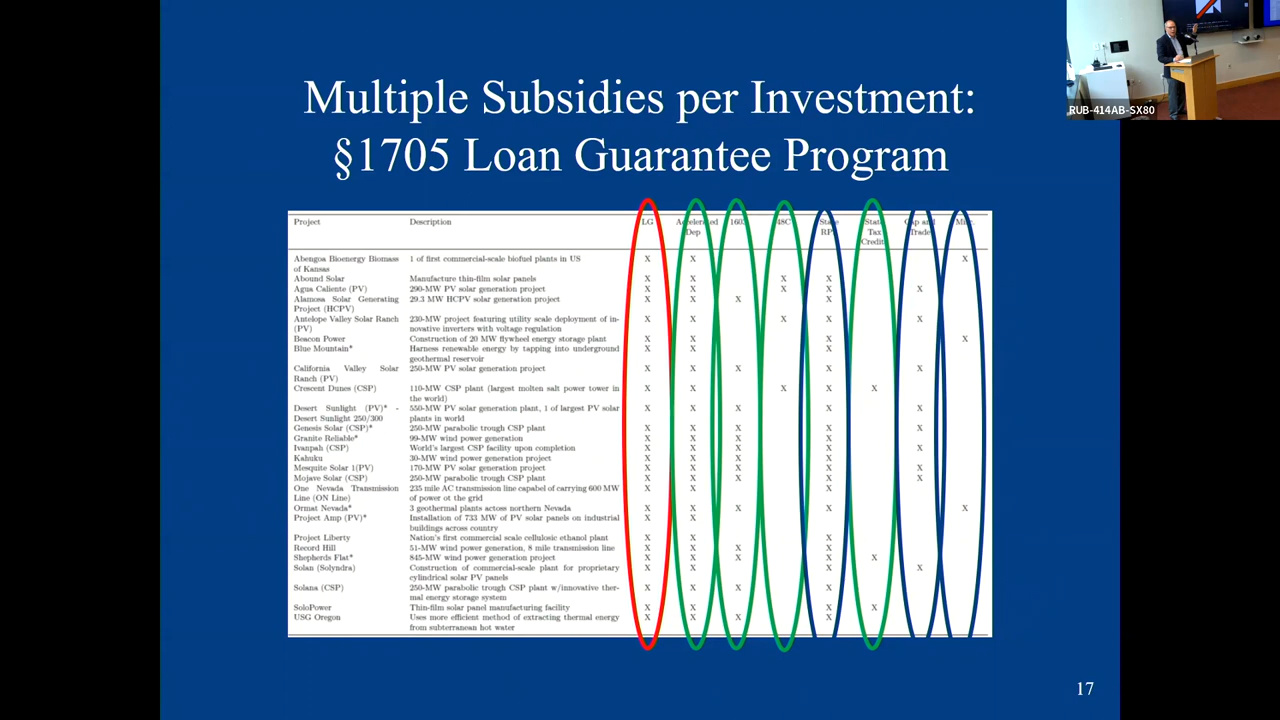 Multiple Subsidies per Investment:
§1705 Loan Guarantee Program
RUB-414AB-SX80
Project Description LG Accelerated Dep 48C State Tax Credit
Abengoa Bioenergy Biomass of Kansas 1 of first commercial-scale biofuel plants in US X X X
Abound Solar Manufacture thin-film solar panels X X X X
Agua Caliente (PV) 290-MW PV solar generation project X X X X X
Alamosa Solar Generating Project (HCPV) 29.3 MW HCPV solar generation project X X X X
Antelope Valley Solar Ranch (PV) 230-MW project featuring utility scale deployment of innovative inverters with voltage regulation X X X X X
Beacon Power Construction of 20 MW flywheel energy storage plant X X X X
Blue Mountain* Harness renewable energy by tapping into underground geothermal reservoir X X X
California Valley Solar Ranch (PV) 250-MW PV solar generation project X X X X X
Crescent Dunes (CSP) 110-MW CSP plant (largest molten salt power tower in the world) X X X X X
Desert Sunlight (PV)* - Desert Sunlight 250/300 550-MW PV solar generation plant, 1 of largest PV solar plants in world X X X X X
Genesis Solar (CSP)* 250-MW parabolic trough CSP plant X X X X X
Granite Reliable* 99-MW wind power generation X X X X
Ivanpah (CSP) World's largest CSP facility upon completion X X X X X
Kahuku 30-MW wind power generation project X X X X
Mesquite Solar 1(PV) 170-MW PV solar generation project X X X X X
Mojave Solar (CSP) 250-MW parabolic trough CSP plant X X X X X
One Nevada Transmission Line (ON Line) 235 mile AC transmission line capabel of carrying 600 MW of power ot the grid X X X
Ormat Nevada* 3 geothermal plants actoss northern Nevada X X X X X
Project Amp (PV)* Installation of 733 MW of PV solar panels on industrial buildings across country X X
Project Liberty Nation's first commercial scale cellulosic ethanol plant X X X
Record Hill 51-MW wind power generation, 8 mile transmission line X X X X
Shepherds Flat* 845-MW wind power generation project X X X X X
Solan (Solyndra) Construction of commercial-scale plant for proprietary cylindrical solar PV panels X X X X
Solana (CSP) 250-MW parabolic trough CSP plant w/innovative thermal energy storage system X X X X
SoloPower Thin-film solar panel manufacturing facility X X X X
USG Oregon Uses more efficient method of extracting thermal energy from subterranean hot water X X X X
17